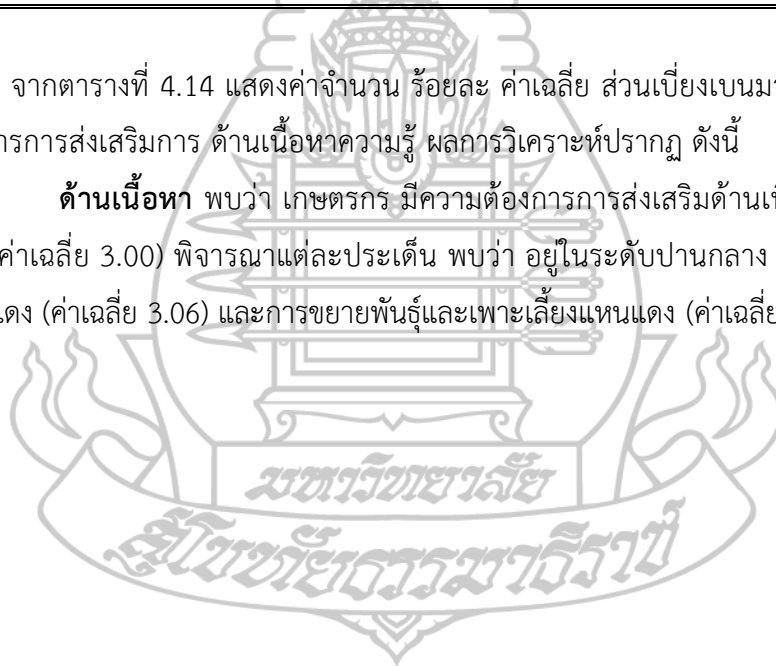 จากตารางที่ 4.14 แสดงค่าจำนวน ร้อยละ ค่าเฉลี่ย ส่วนเบี่ยงเบนมา
ารการส่งเสริมการ ด้านเนื้อหาความรู้ ผลการวิเคราะห์ปรากฏ ดังนี้
ด้านเนื้อหา พบว่า เกษตรกร มีความต้องการการส่งเสริมด้านเนื
ค่าเฉลี่ย 3.00) พิจารณาแต่ละประเด็น พบว่า อยู่ในระดับปานกลาง
แดง (ค่าเฉลี่ย 3.06) และการขยายพันธุ์และเพาะเลี้ยงแหนแดง (ค่าเฉลี่ย
มหาวิทยาลัย
สุโขทัยธรรมาธิราช